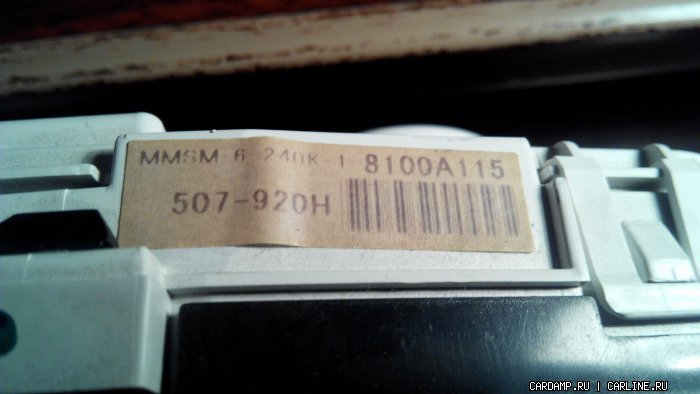 MMSM-6-240K-1 8100A115
507-920H
CARDAMP.RU | CARLINE.RU